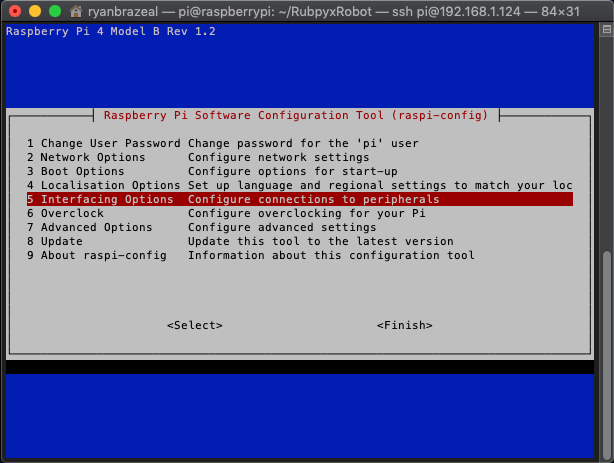 ryanbrazeal — pi@raspberrypi: ~/RubpyxRobot — ssh pi@192.168.1.124 — 84×31
Raspberry Pi 4 Model B Rev 1.2
Raspberry Pi Software Configuration Tool (raspi-config)
1 Change User Password Change password for the 'pi' user
2 Network Options Configure network settings
3 Boot Options Configure options for start-up
4 Localisation Options Set up language and regional settings to match your loc
5 Interfacing Options Configure connections to peripherals
6 Overclock Configure overclocking for your Pi
7 Advanced Options Configure advanced settings
8 Update Update this tool to the latest version
9 About raspi-config Information about this configuration tool
<Select> <Finish>